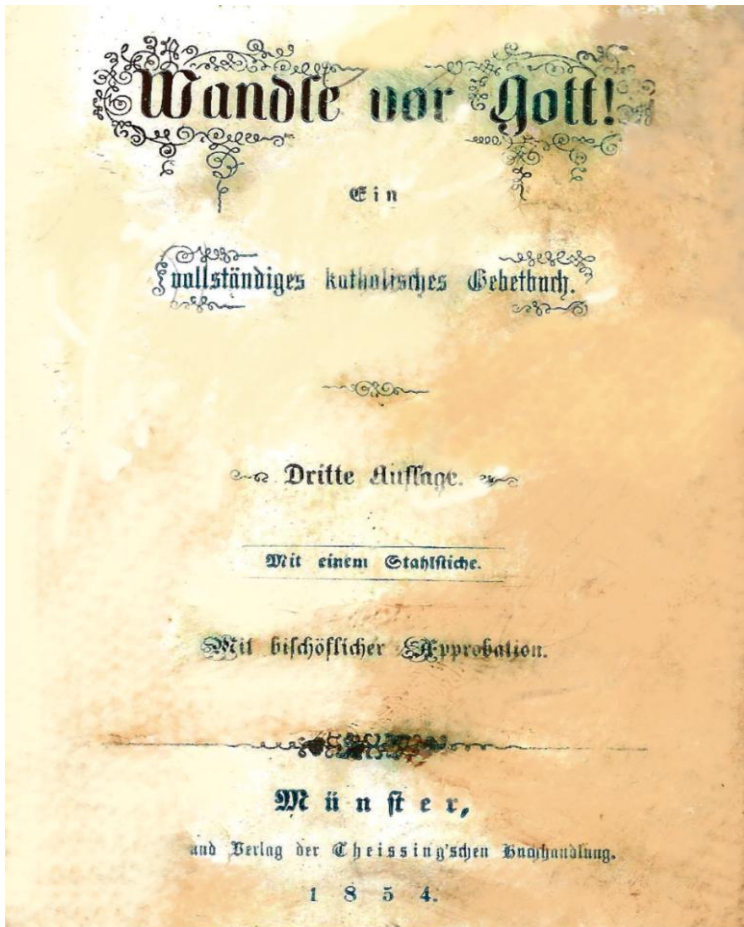 Wandle vor Gott!
Ein
vollständiges katholisches Gebetbuch.
Dritte Auflage.
Mit einem Stahlstiche.
Mit bischöflicher Approbation.
Münster,
und Verlag der Theissing'schen Buchhandlung.
1854.